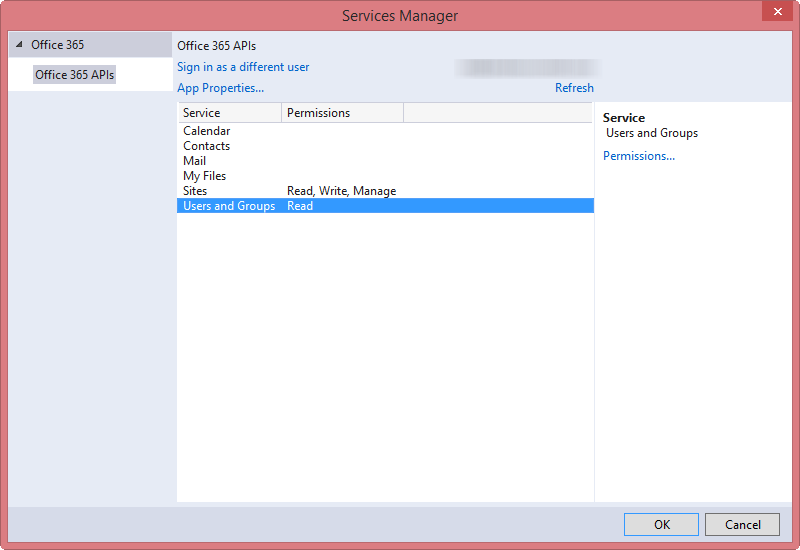 Services Manager
Office 365
Office 365 APIs
Office 365 APIs
Sign in as a different user
App Properties...
Refresh
Service Permissions
Calendar
Contacts
Mail
My Files
Sites Read, Write, Manage
Users and Groups Read
Service
Users and Groups
Permissions...
OK
Cancel